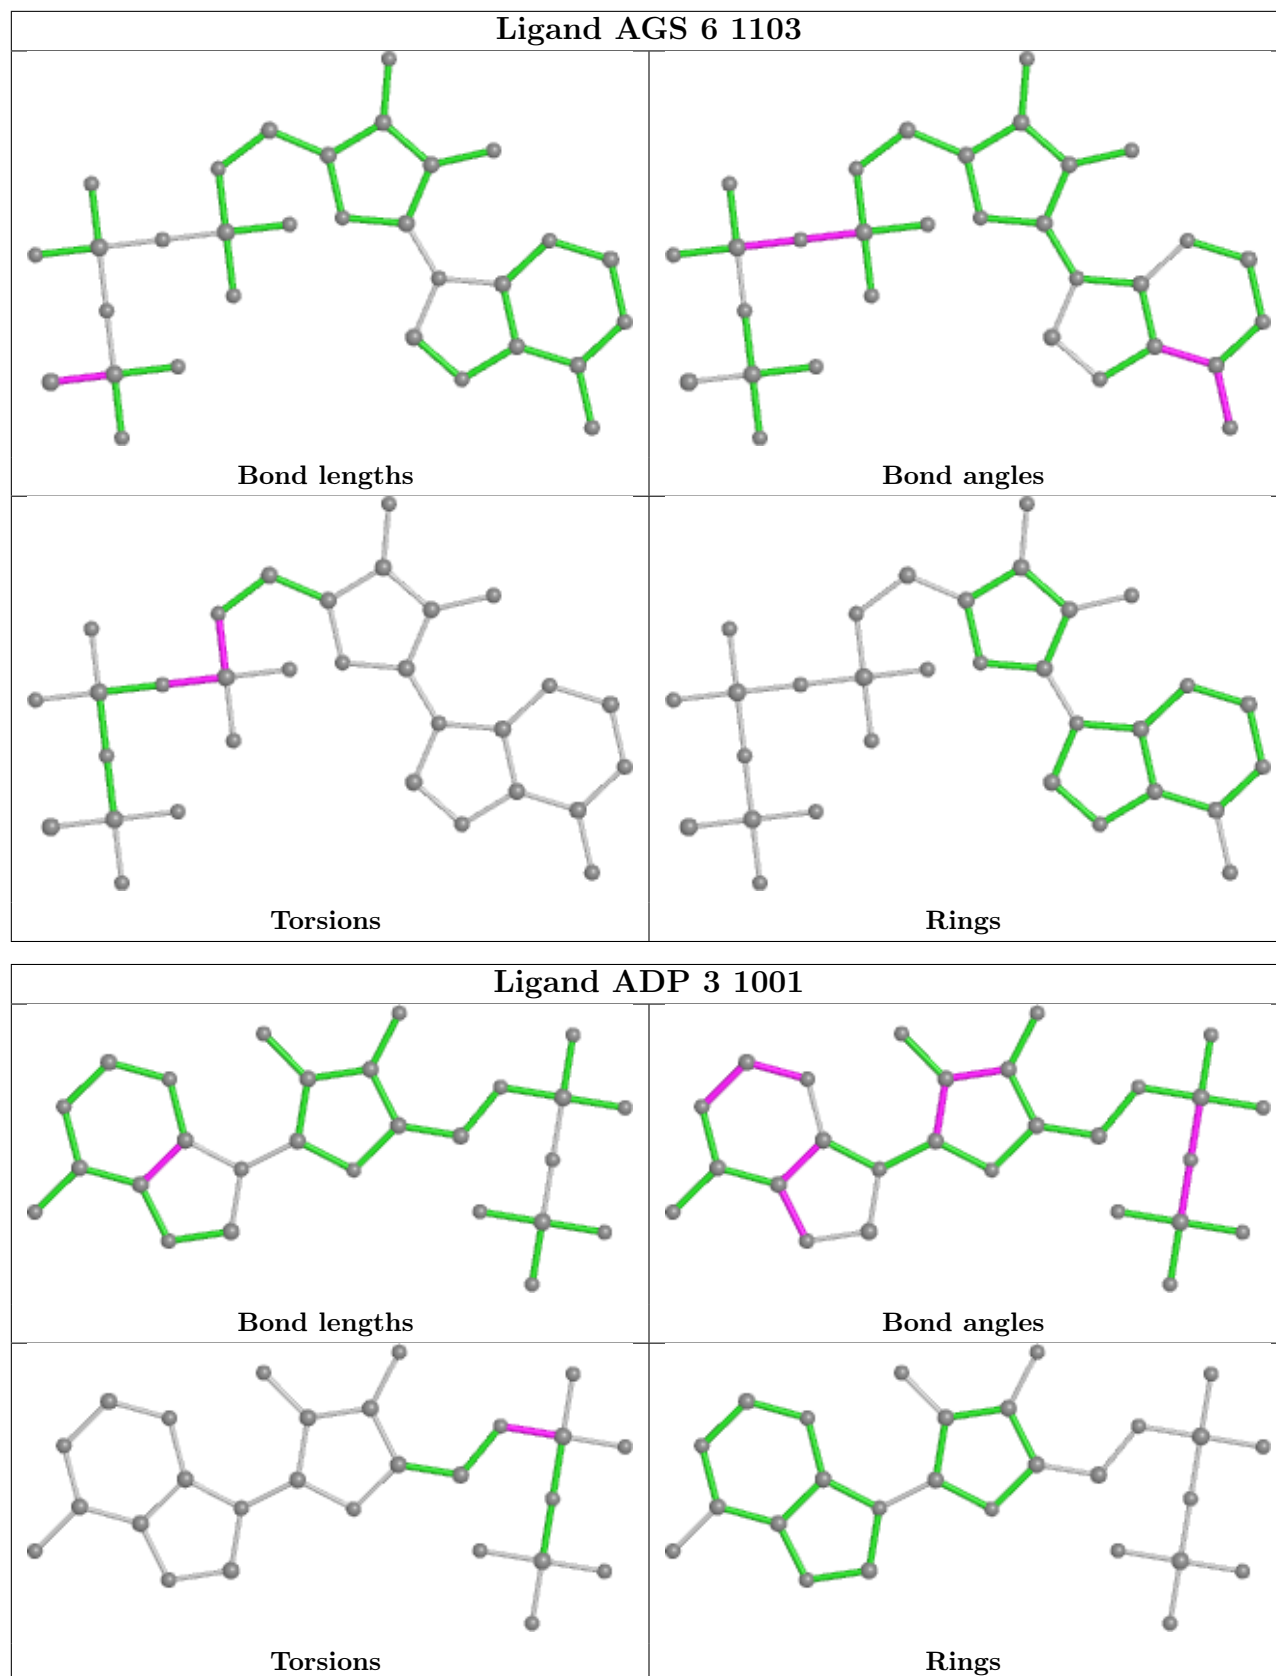 Ligand AGS 6 1103
Bond lengths
Bond angles
Torsions
Rings
Ligand ADP 3 1001
Bond lengths
Bond angles
Torsions
Rings